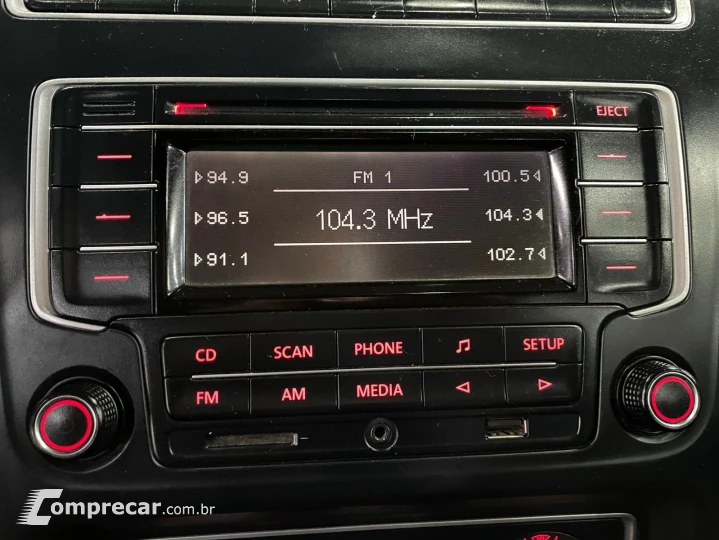 EJECT
94.9 FM 1 100.5
96.5 104.3 MHz 104.3
91.1 102.7
CD SCAN PHONE SETUP
FM AM MEDIA
Comprecar.com.br